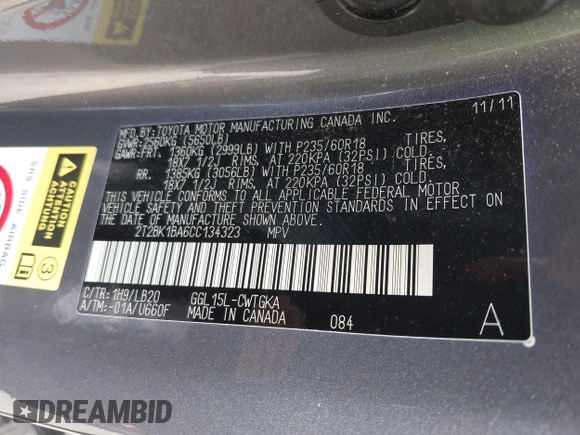 MFD.BY:TOYOTA MOTOR MANUFACTURING CANADA INC. 11/11
GVWR:2560KG (5650LB)
GAWR:FRT. 1360KG (2999LB) WITH P235/60R18 TIRES,
18X7 1/2J RIMS, AT 220KPA (32PSI) COLD.
RR. 1385KG (3056LB) WITH P235/60R18 TIRES,
18X7 1/2J RIMS, AT 220KPA (32PSI) COLD.
THIS VEHICLE CONFORMS TO ALL APPLICABLE FEDERAL MOTOR
VEHICLE SAFETY AND THEFT PREVENTION STANDARDS IN EFFECT
ON THE DATE OF MANUFACTURE SHOWN ABOVE.
2T2BK1BA6CC134323 MPV
C/TR:1H9/LB20 GGL15L-CWTGKA
A/TM:-01A/U660F MADE IN CANADA 084 A
SRS SIDE AIRBAG
DREAMBID